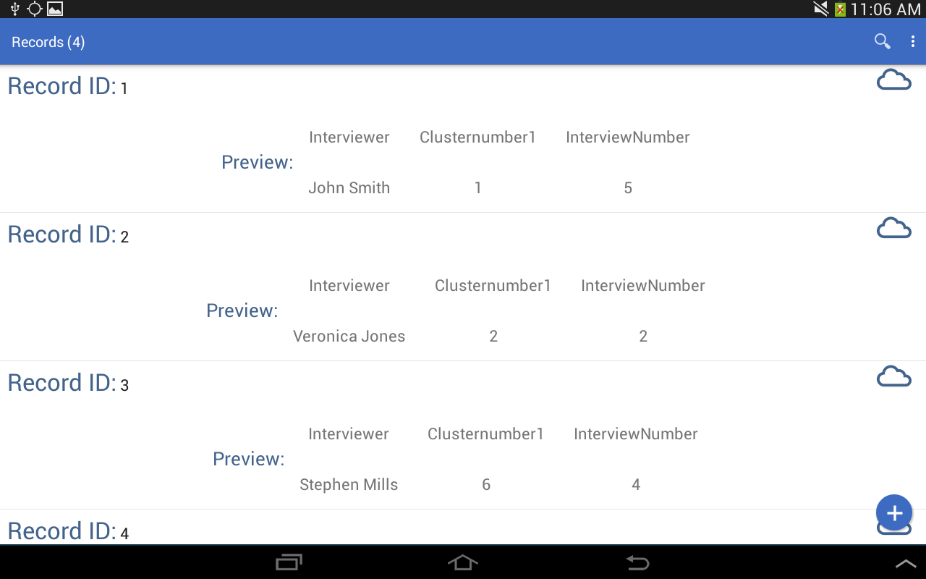 11:06 AM
Records (4)
Record ID: 1
Interviewer Clusternumber1 InterviewNumber
Preview:
John Smith 1 5
Record ID: 2
Interviewer Clusternumber1 InterviewNumber
Preview:
Veronica Jones 2 2
Record ID: 3
Interviewer Clusternumber1 InterviewNumber
Preview:
Stephen Mills 6 4
Record ID: 4